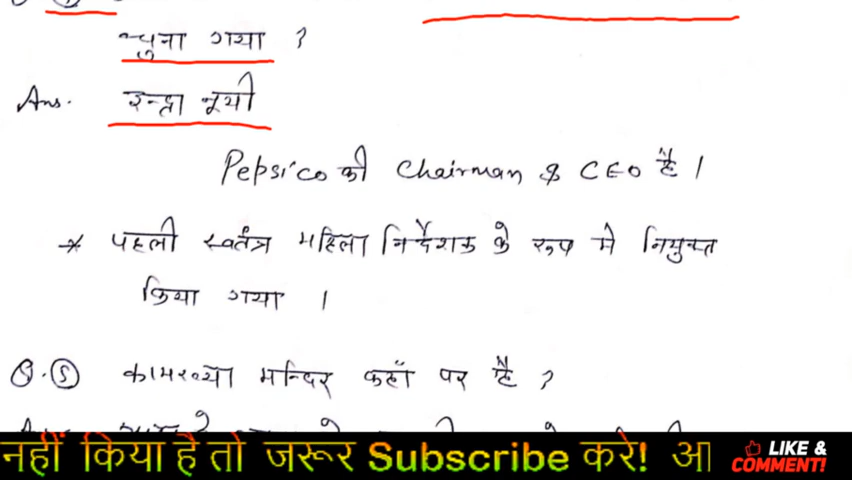 चुना गया ?
Ans. इन्द्रा नूयी
Pepsico की Chairman & CEO है ।
* पहली स्वतंत्र महिला निर्देशक के रूप मे नियुक्त
किया गया ।
Q.5 कामख्या मन्दिर कहाँ पर है ?
नहीं किया है तो जरूर Subscribe करे! आ
LIKE &
COMMENT!